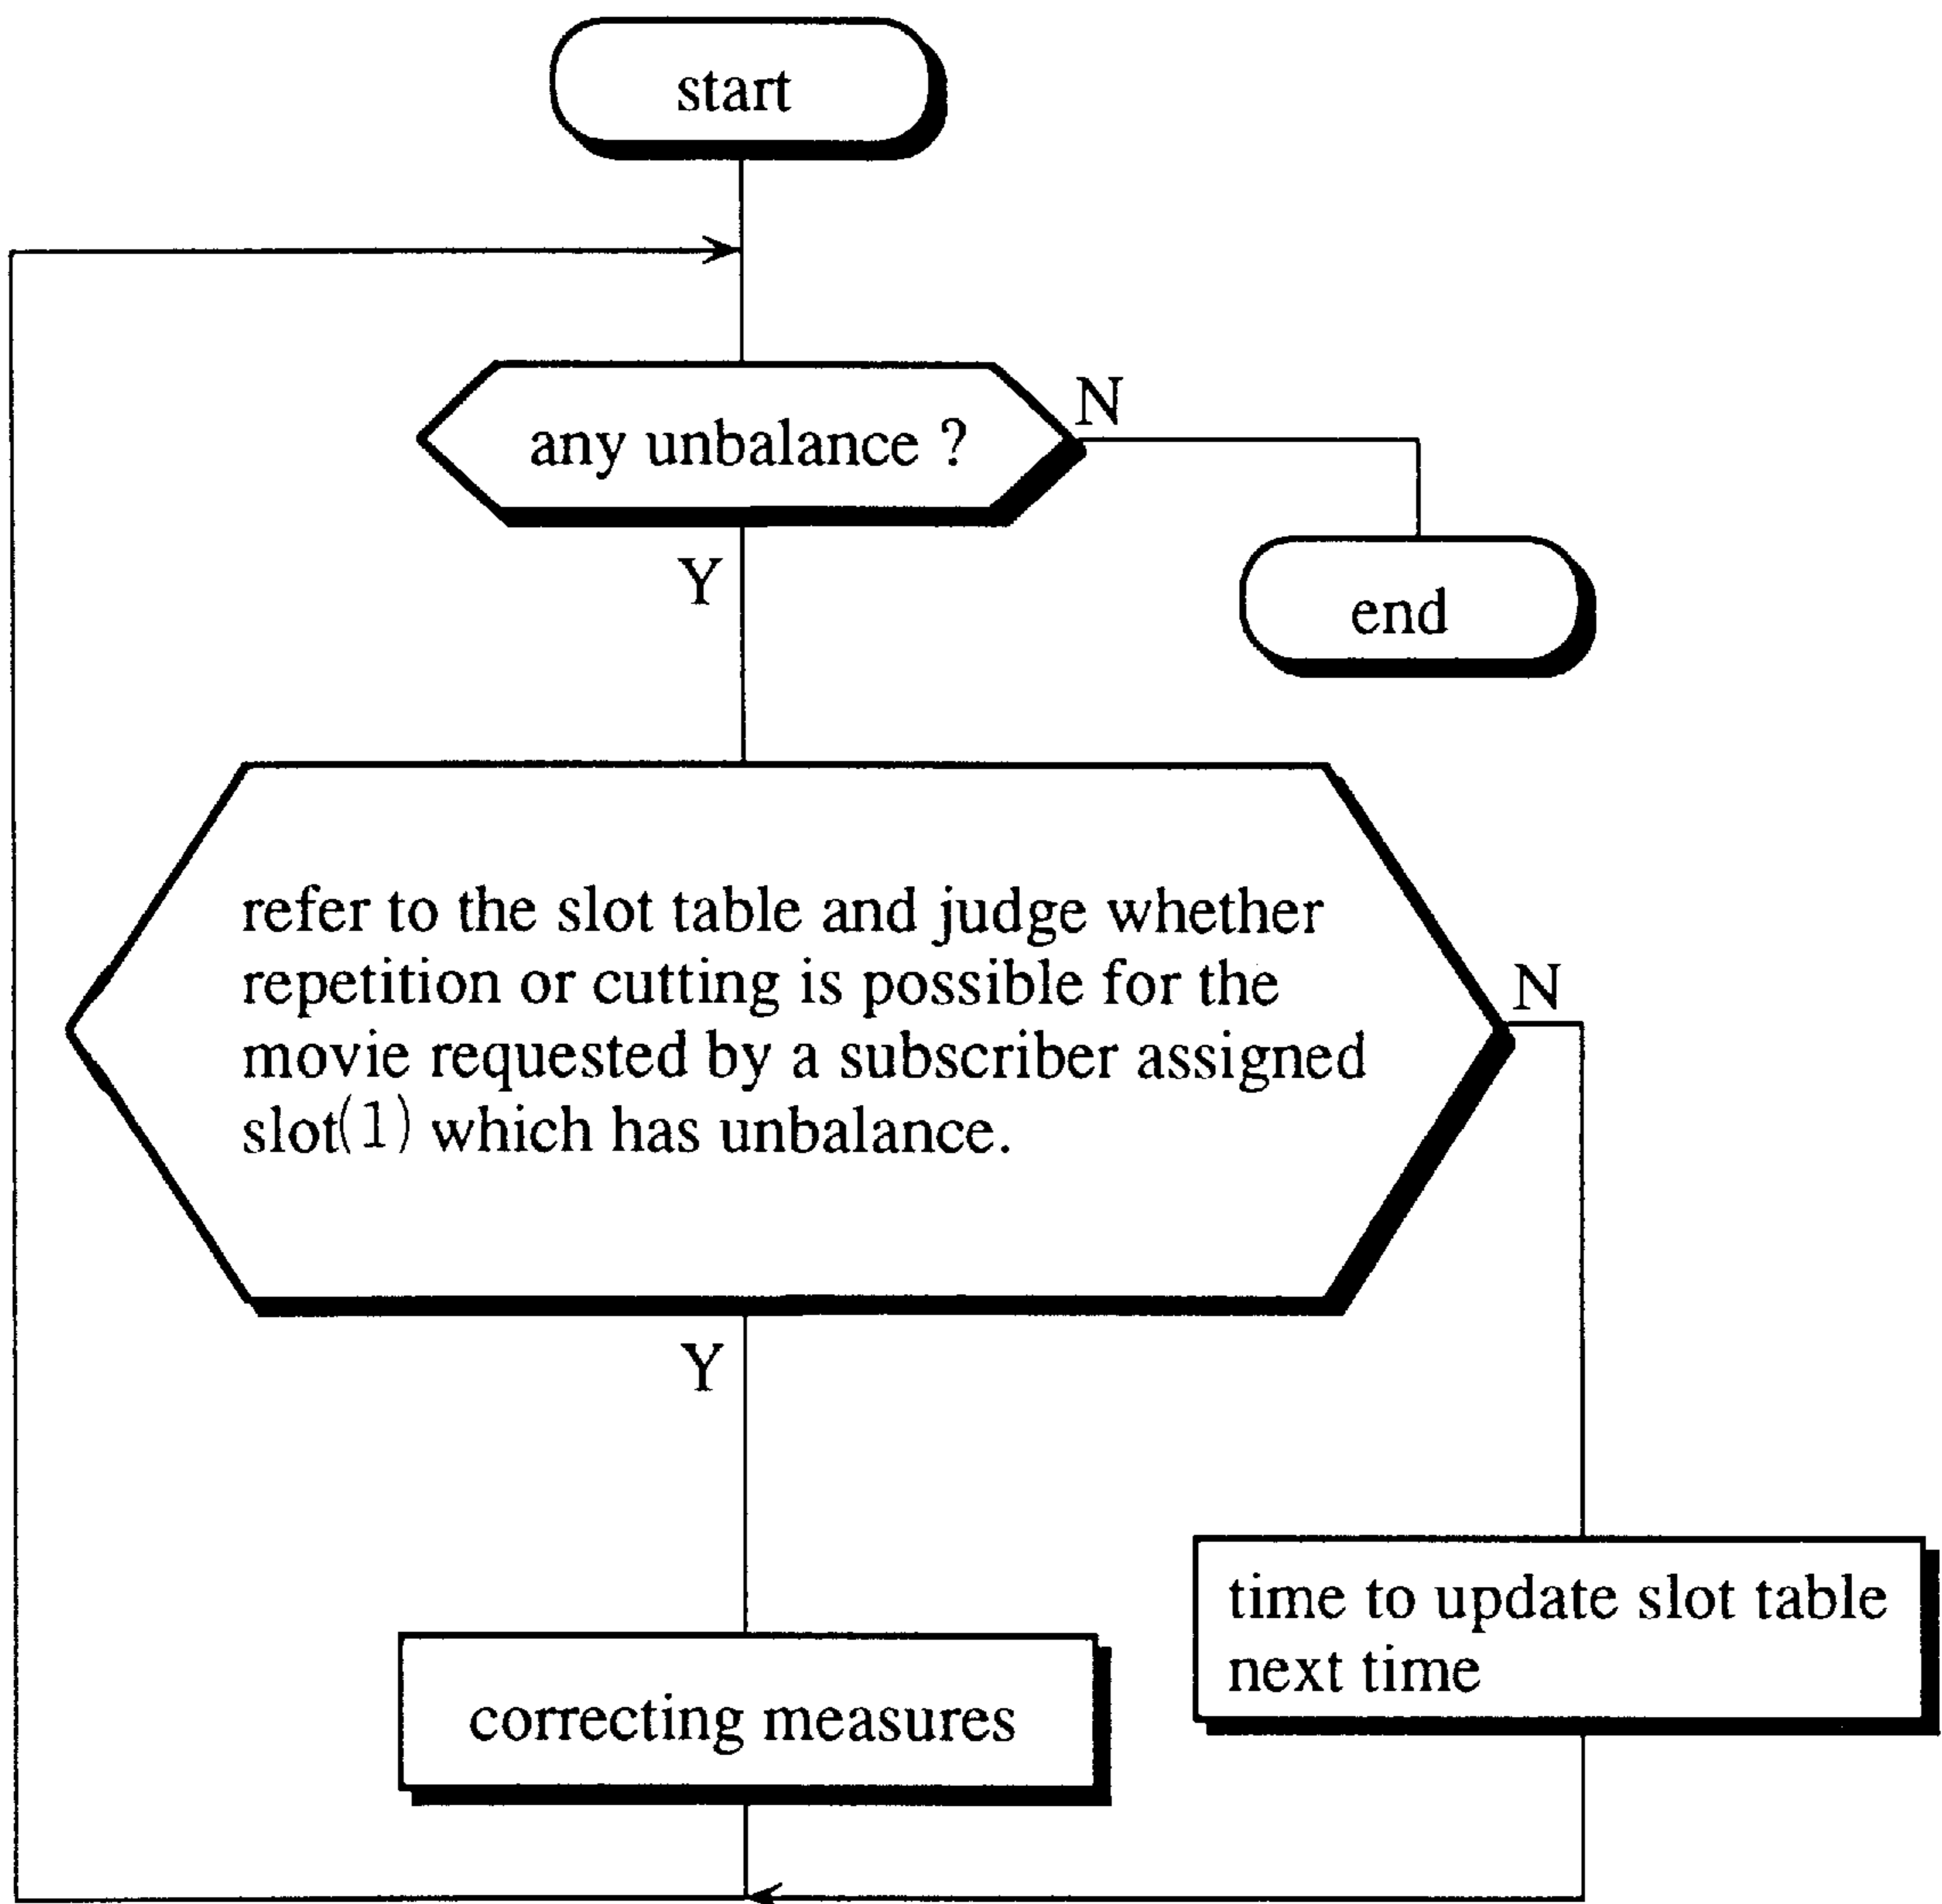 start
any unbalance ?
N
Y
end
refer to the slot table and judge whether
repetition or cutting is possible for the
movie requested by a subscriber assigned
slot(1) which has unbalance.
N
Y
time to update slot table
next time
correcting measures